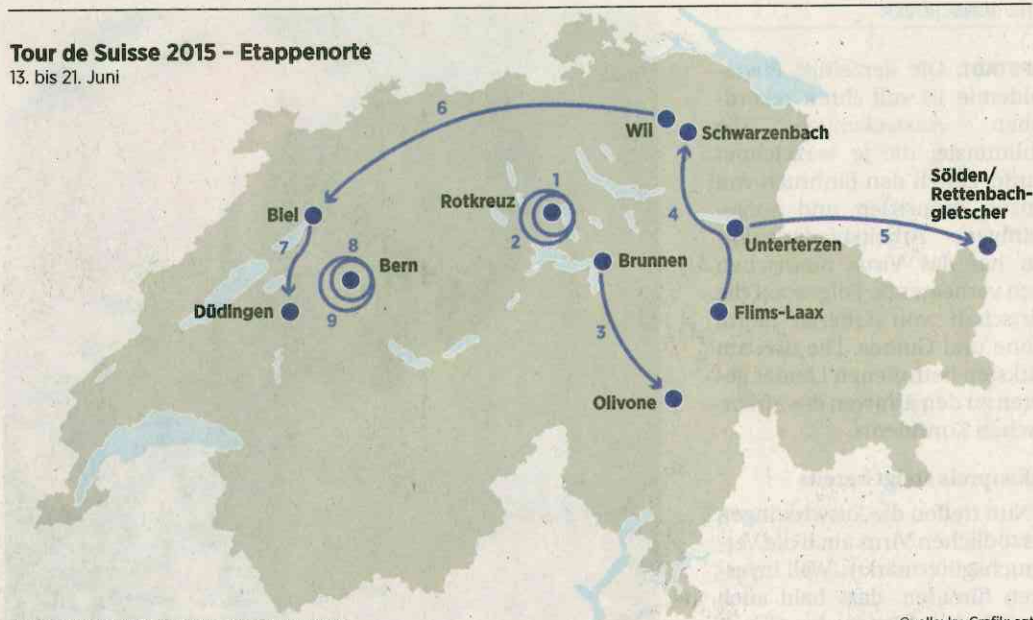 Tour de Suisse 2015 – Etappenorte
13. bis 21. Juni
6
Wil
Schwarzenbach
Sölden/
Rettenbach-
gletscher
1
Rotkreuz
2
4
5
Unterterzen
Biel
7
8
Bern
Brunnen
Düdingen
9
3
Flims-Laax
Olivone